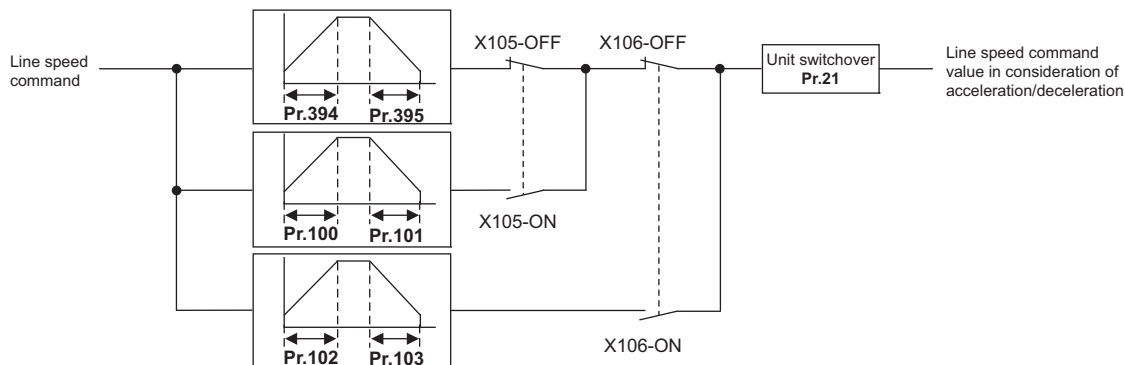 Line speed
command
Pr.394 Pr.395
X105-OFF
X106-OFF
Unit switchover
Pr.21
Line speed command
value in consideration of
acceleration/deceleration
Pr.100 Pr.101
X105-ON
Pr.102 Pr.103
X106-ON